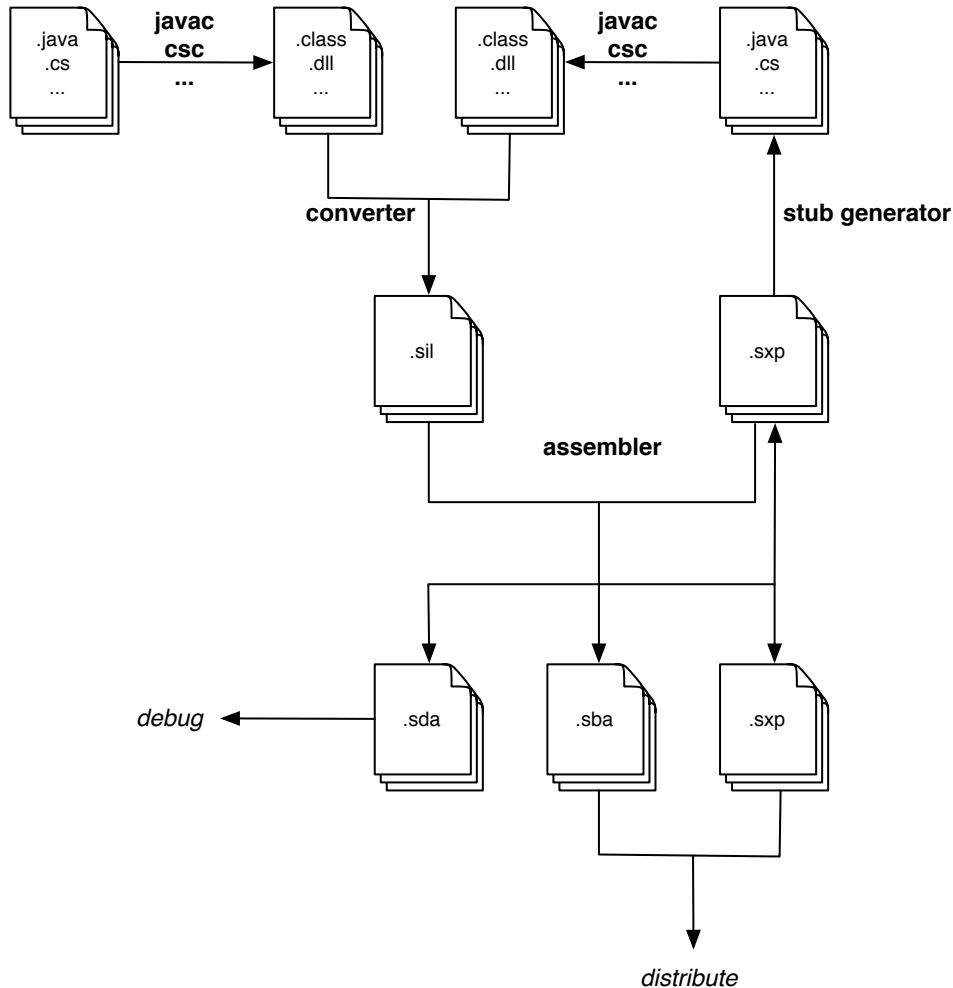 .java
.cs
...
javac
csc
...
.class
.dll
...
.class
.dll
...
javac
csc
...
.java
.cs
...
converter
stub generator
.sil
.sxp
assembler
debug
.sda
.sba
.sxp
distribute